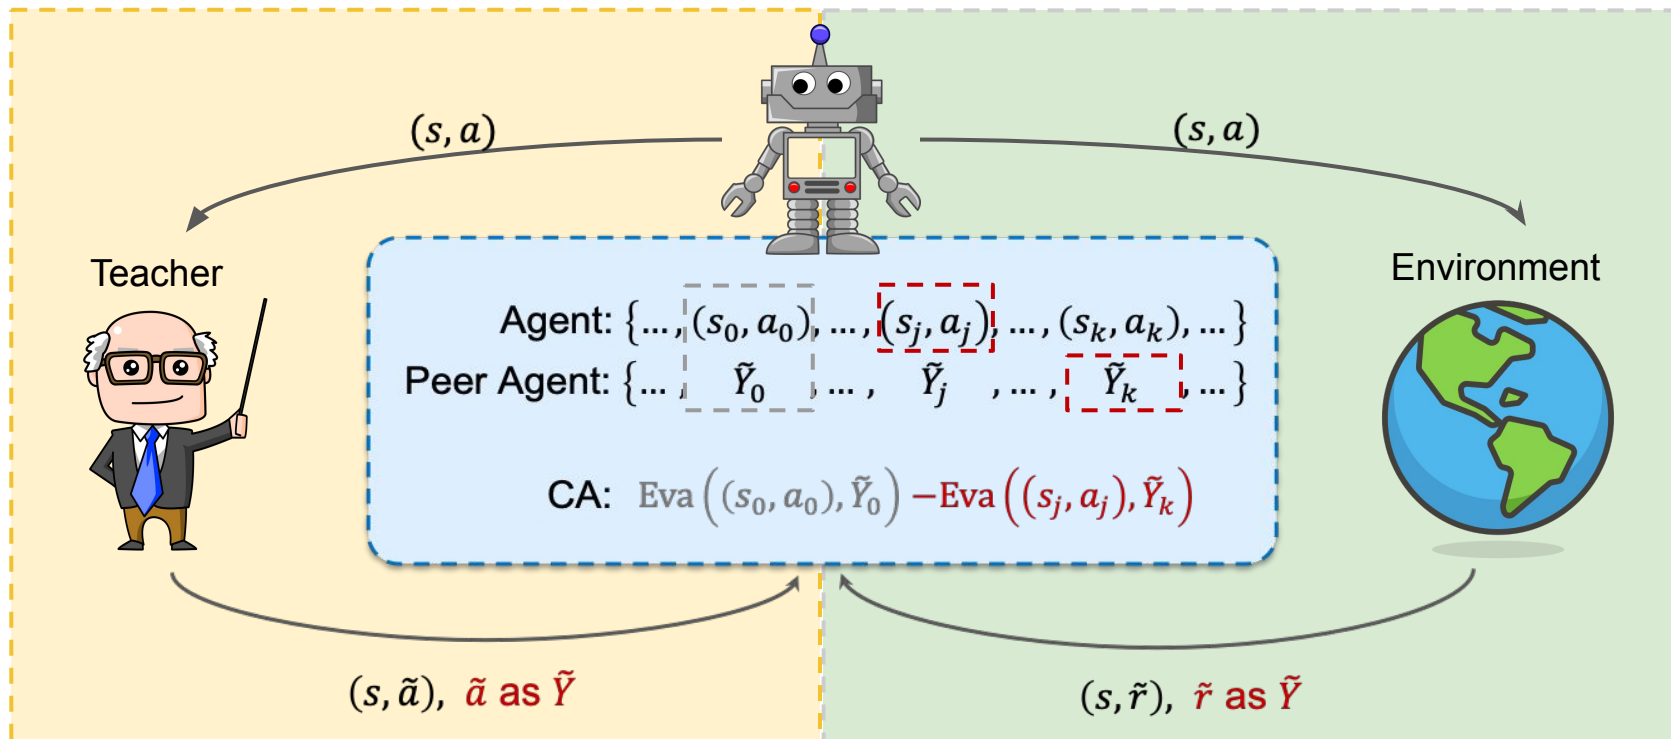 (s, a)
(s, a)
Teacher
Environment
Agent: {..., (s₀, a₀), ..., (sⱼ, aⱼ), ..., (sₖ, aₖ), ...}
Peer Agent: {..., Ỹ₀, ..., Ỹⱼ, ..., Ỹₖ, ...}
CA: Eva((s₀, a₀), Ỹ₀) −Eva((sⱼ, aⱼ), Ỹₖ)
(s, ã), ã as Ỹ
(s, r̃), r̃ as Ỹ